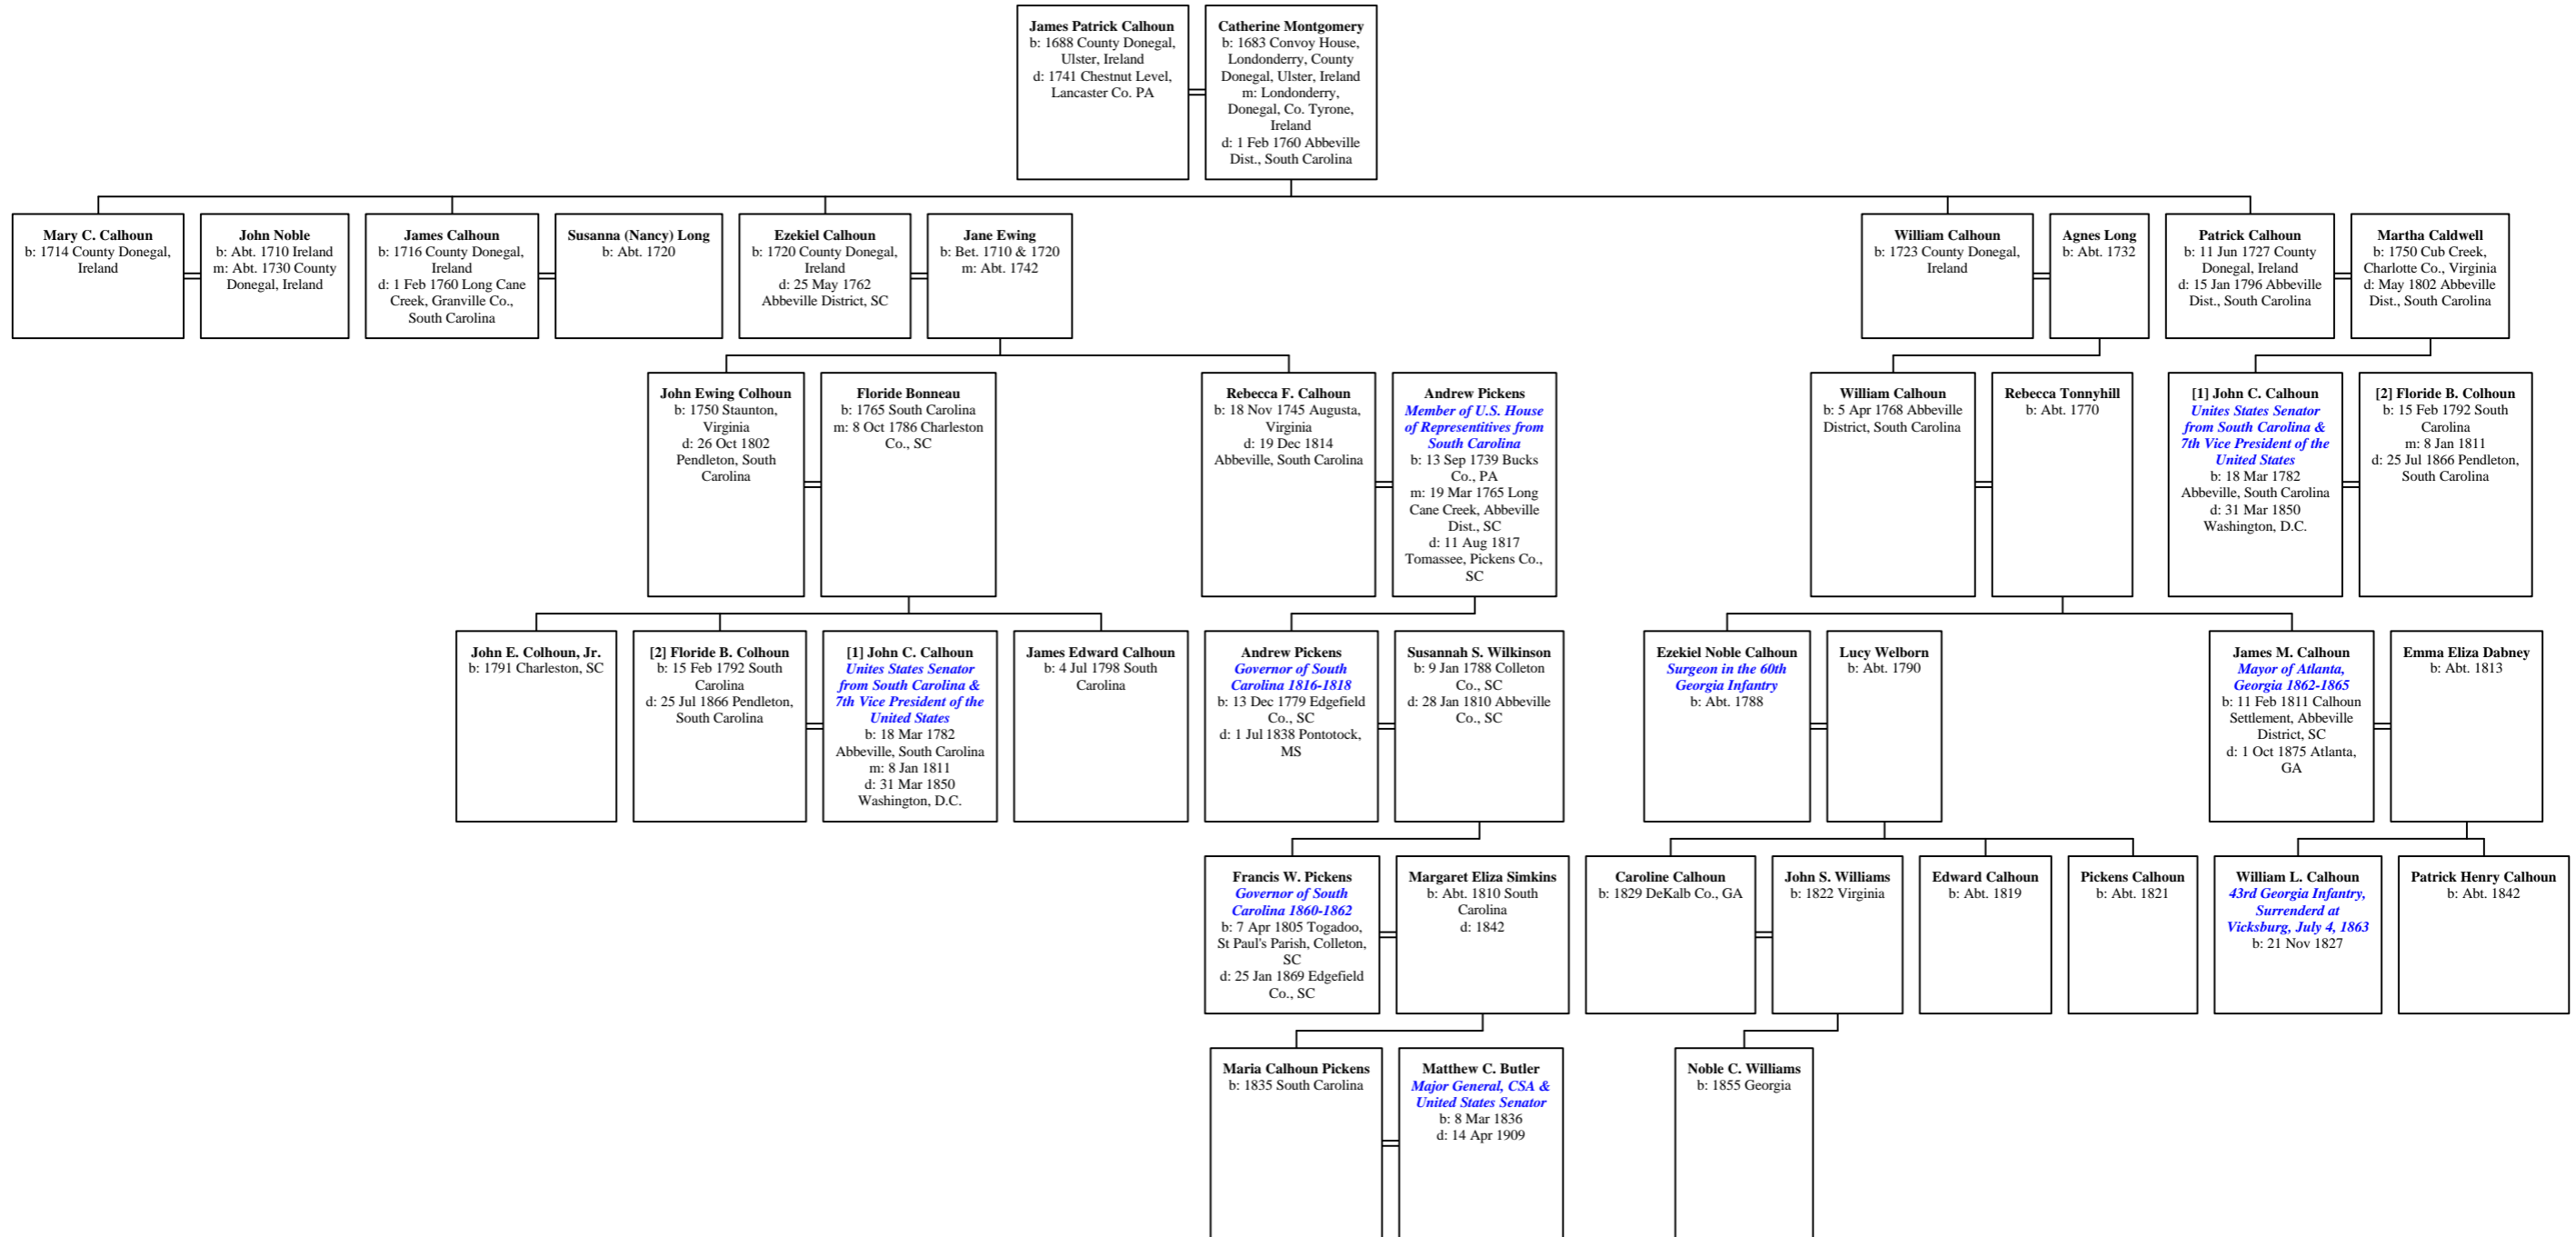 James Patrick Calhoun
b: 1688 County Donegal,
Ulster, Ireland
d: 1741 Chestnut Level,
Lancaster Co. PA
Catherine Montgomery
b: 1683 Convoy House,
Londonderry, County
Donegal, Ulster, Ireland
m: Londonderry,
Donegal, Co. Tyrone,
Ireland
d: 1 Feb 1760 Abbeville
Dist., South Carolina
Mary C. Calhoun
b: 1714 County Donegal,
Ireland
John Noble
b: Abt. 1710 Ireland
m: Abt. 1730 County
Donegal, Ireland
James Calhoun
b: 1716 County Donegal,
Ireland
d: 1 Feb 1760 Long Cane
Creek, Granville Co.,
South Carolina
Susanna (Nancy) Long
b: Abt. 1720
Ezekiel Calhoun
b: 1720 County Donegal,
Ireland
d: 25 May 1762
Abbeville District, SC
Jane Ewing
b: Bet. 1710 & 1720
m: Abt. 1742
William Calhoun
b: 1723 County Donegal,
Ireland
Agnes Long
b: Abt. 1732
Patrick Calhoun
b: 11 Jun 1727 County
Donegal, Ireland
d: 15 Jan 1796 Abbeville
Dist., South Carolina
Martha Caldwell
b: 1750 Cub Creek,
Charlotte Co., Virginia
d: May 1802 Abbeville
Dist., South Carolina
John Ewing Colhoun
b: 1750 Staunton,
Virginia
d: 26 Oct 1802
Pendleton, South
Carolina
Floride Bonneau
b: 1765 South Carolina
m: 8 Oct 1786 Charleston
Co., SC
Rebecca F. Calhoun
b: 18 Nov 1745 Augusta,
Virginia
d: 19 Dec 1814
Abbeville, South Carolina
Andrew Pickens
Member of U.S. House
of Representitives from
South Carolina
b: 13 Sep 1739 Bucks
Co., PA
m: 19 Mar 1765 Long
Cane Creek, Abbeville
Dist., SC
d: 11 Aug 1817
Tomassee, Pickens Co.,
SC
William Calhoun
b: 5 Apr 1768 Abbeville
District, South Carolina
Rebecca Tonnyhill
b: Abt. 1770
[1] John C. Calhoun
Unites States Senator
from South Carolina &
7th Vice President of the
United States
b: 18 Mar 1782
Abbeville, South Carolina
d: 31 Mar 1850
Washington, D.C.
[2] Floride B. Colhoun
b: 15 Feb 1792 South
Carolina
m: 8 Jan 1811
d: 25 Jul 1866 Pendleton,
South Carolina
John E. Colhoun, Jr.
b: 1791 Charleston, SC
[2] Floride B. Colhoun
b: 15 Feb 1792 South
Carolina
d: 25 Jul 1866 Pendleton,
South Carolina
[1] John C. Calhoun
Unites States Senator
from South Carolina &
7th Vice President of the
United States
b: 18 Mar 1782
Abbeville, South Carolina
m: 8 Jan 1811
d: 31 Mar 1850
Washington, D.C.
James Edward Calhoun
b: 4 Jul 1798 South
Carolina
Andrew Pickens
Governor of South
Carolina 1816-1818
b: 13 Dec 1779 Edgefield
Co., SC
d: 1 Jul 1838 Pontotock,
MS
Susannah S. Wilkinson
b: 9 Jan 1788 Colleton
Co., SC
d: 28 Jan 1810 Abbeville
Co., SC
Ezekiel Noble Calhoun
Surgeon in the 60th
Georgia Infantry
b: Abt. 1788
Lucy Welborn
b: Abt. 1790
James M. Calhoun
Mayor of Atlanta,
Georgia 1862-1865
b: 11 Feb 1811 Calhoun
Settlement, Abbeville
District, SC
d: 1 Oct 1875 Atlanta,
GA
Emma Eliza Dabney
b: Abt. 1813
Francis W. Pickens
Governor of South
Carolina 1860-1862
b: 7 Apr 1805 Togadoo,
St Paul's Parish, Colleton,
SC
d: 25 Jan 1869 Edgefield
Co., SC
Margaret Eliza Simkins
b: Abt. 1810 South
Carolina
d: 1842
Caroline Calhoun
b: 1829 DeKalb Co., GA
John S. Williams
b: 1822 Virginia
Edward Calhoun
b: Abt. 1819
Pickens Calhoun
b: Abt. 1821
William L. Calhoun
43rd Georgia Infantry,
Surrenderd at
Vicksburg, July 4, 1863
b: 21 Nov 1827
Patrick Henry Calhoun
b: Abt. 1842
Maria Calhoun Pickens
b: 1835 South Carolina
Matthew C. Butler
Major General, CSA &
United States Senator
b: 8 Mar 1836
d: 14 Apr 1909
Noble C. Williams
b: 1855 Georgia